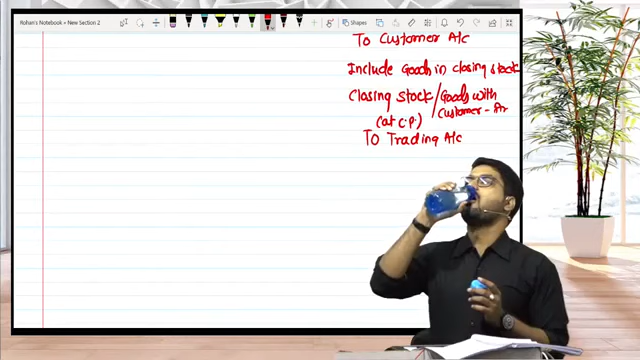 Rohan's Notebook » New Section 2
Shapes
To Customer A/c
Include Goods in closing stock
Closing stock / Goods with
customer - A/c
(at C.P.)
To Trading A/c